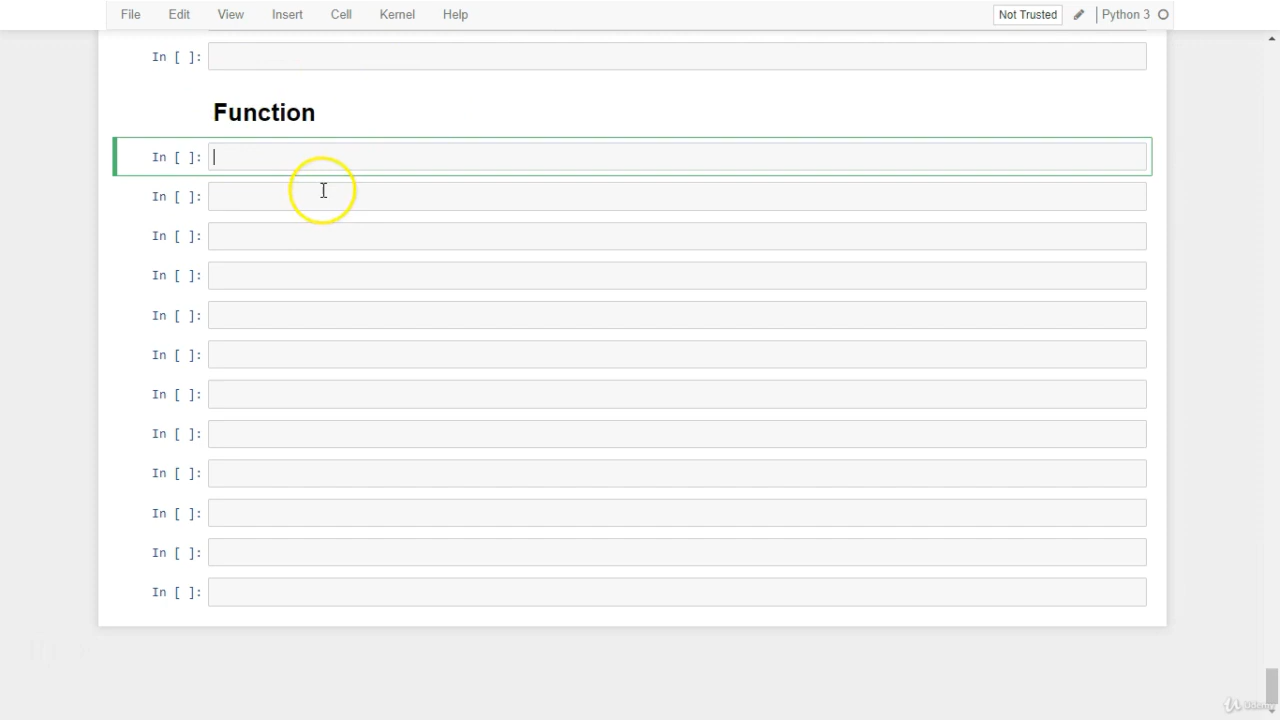 File Edit View Insert Cell Kernel Help Not Trusted Python 3
In [ ]:
Function
In [ ]:
In [ ]:
In [ ]:
In [ ]:
In [ ]:
In [ ]:
In [ ]:
In [ ]:
In [ ]:
In [ ]:
In [ ]:
In [ ]:
Udemy